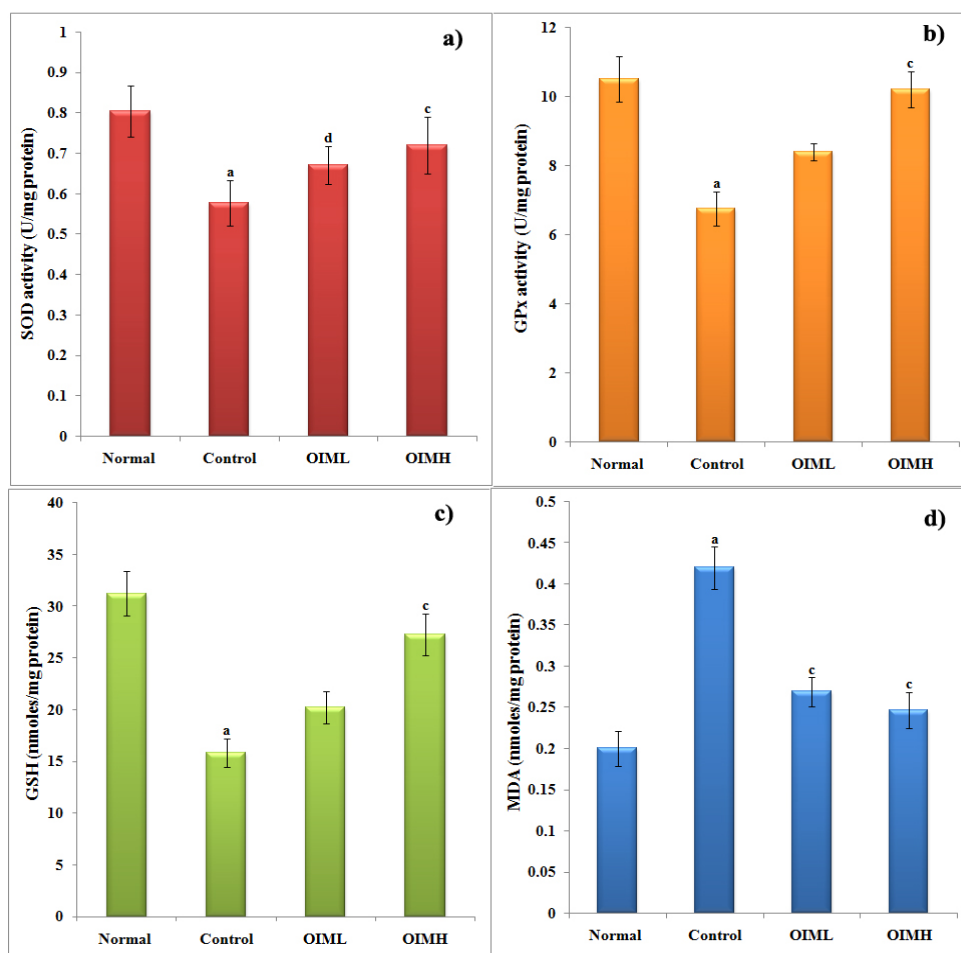 a)
SOD activity (U/mg protein)
1
0.9
0.8
0.7
0.6
0.5
0.4
0.3
0.2
0.1
0
a
d
c
Normal Control OIML OIMH
b)
GPx activity (U/mg protein)
12
10
8
6
4
2
0
a
c
Normal Control OIML OIMH
c)
GSH (nmoles/mg protein)
40
35
30
25
20
15
10
5
0
a
c
Normal Control OIML OIMH
d)
MDA (nmoles/mg protein)
0.5
0.45
0.4
0.35
0.3
0.25
0.2
0.15
0.1
0.05
0
a
c
c
Normal Control OIML OIMH